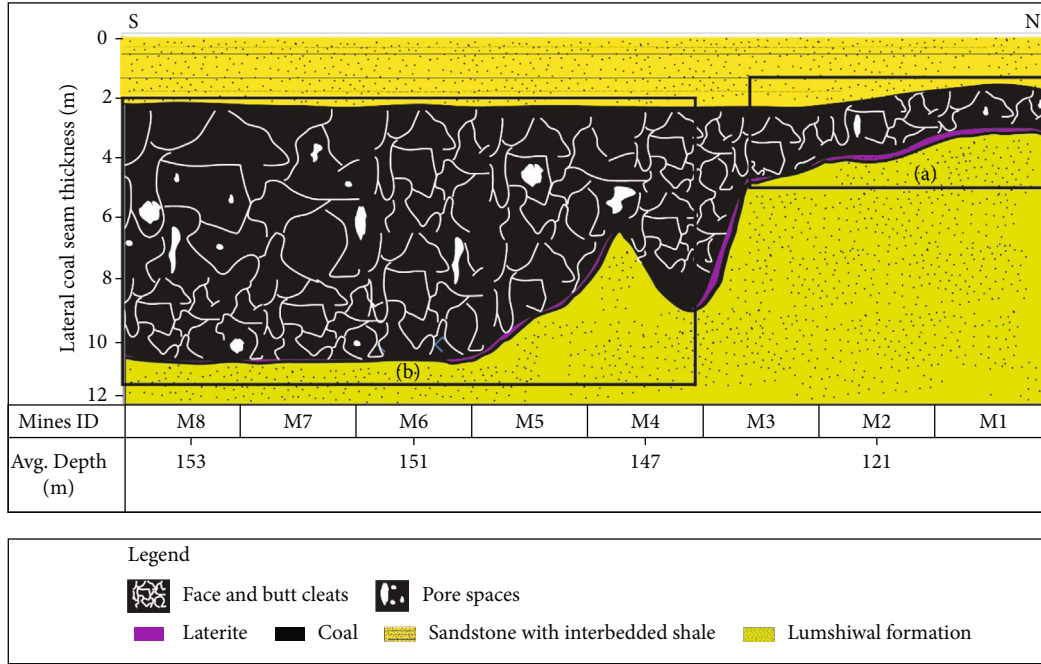 S N
0
2
4
6
8
10
12
Lateral coal seam thickness (m)
(a)
(b)
Mines ID M8 M7 M6 M5 M4 M3 M2 M1
Avg. Depth 153 151 147 121
(m)
Legend
Face and butt cleats Pore spaces
Laterite Coal Sandstone with interbedded shale Lumshiwal formation